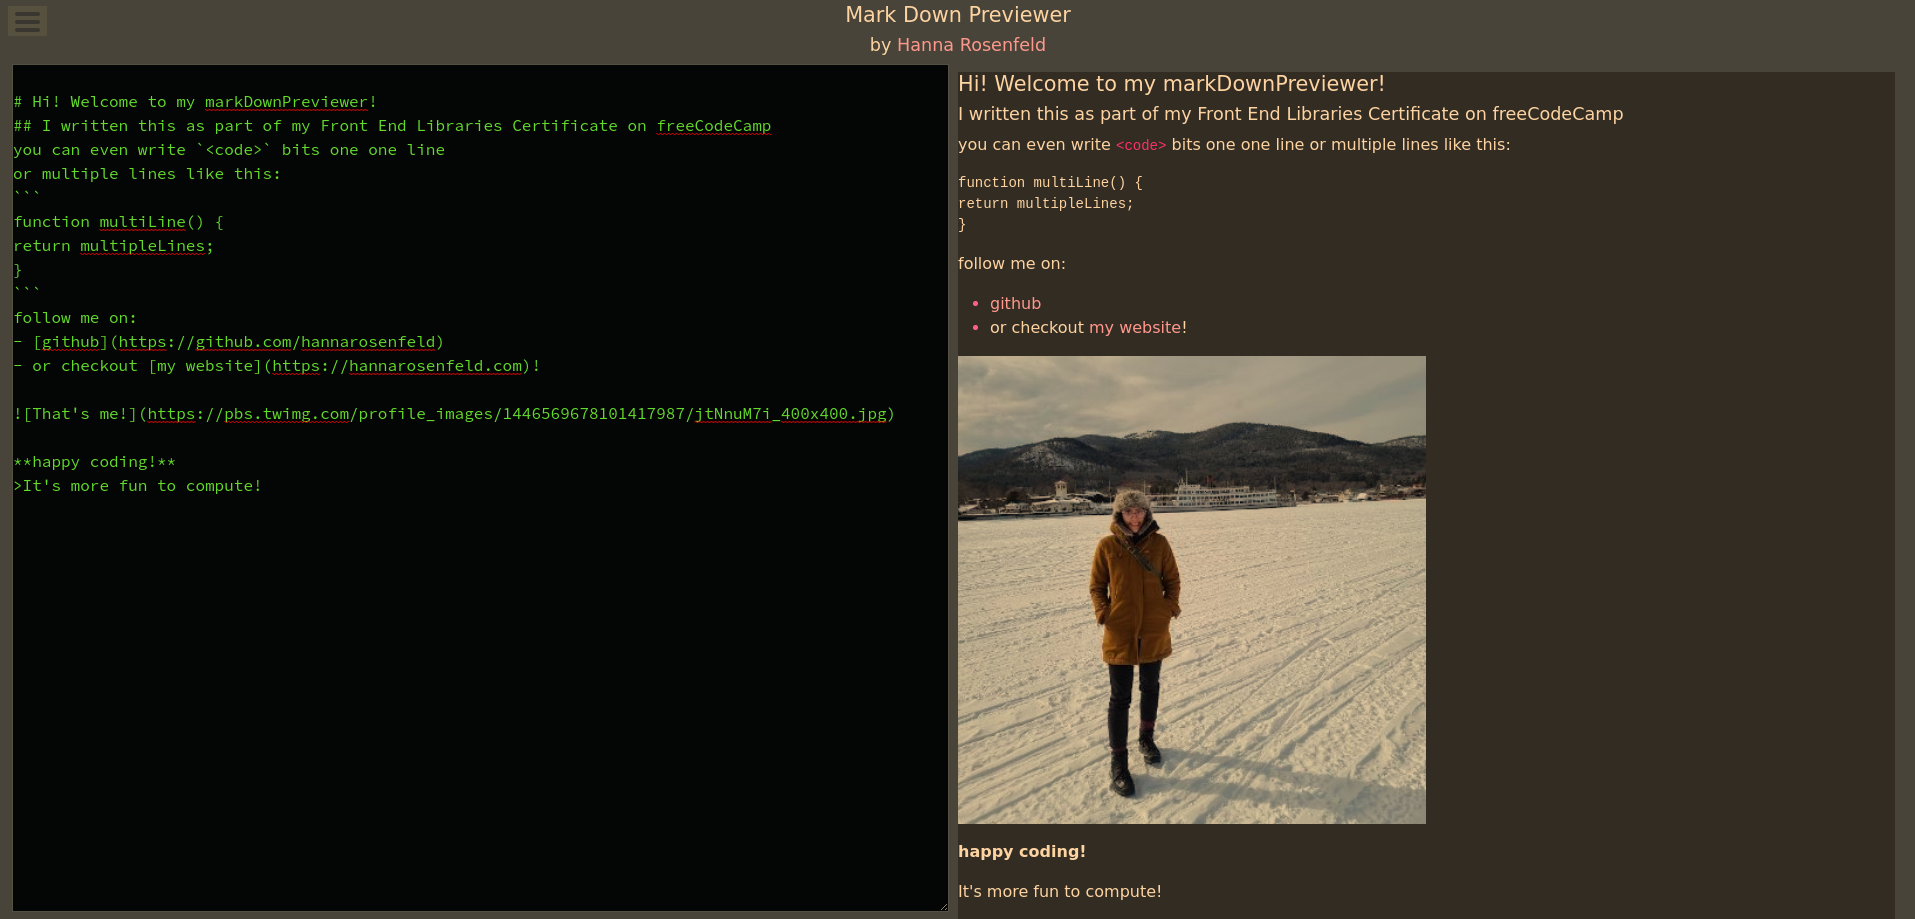 Mark Down Previewer
by Hanna Rosenfeld
# Hi! Welcome to my markDownPreviewer!
## I written this as part of my Front End Libraries Certificate on freeCodeCamp
you can even write `<code>` bits one one line
or multiple lines like this:
```
function multiLine() {
return multipleLines;
}
```
follow me on:
- [github](https://github.com/hannarosenfeld)
- or checkout [my website](https://hannarosenfeld.com)!
![That's me!](https://pbs.twimg.com/profile_images/1446569678101417987/jtNnuM7i_400x400.jpg)
**happy coding!**
>It's more fun to compute!
Hi! Welcome to my markDownPreviewer!
I written this as part of my Front End Libraries Certificate on freeCodeCamp
you can even write <code> bits one one line or multiple lines like this:
function multiLine() {
return multipleLines;
}
follow me on:
• github
• or checkout my website!
happy coding!
It's more fun to compute!